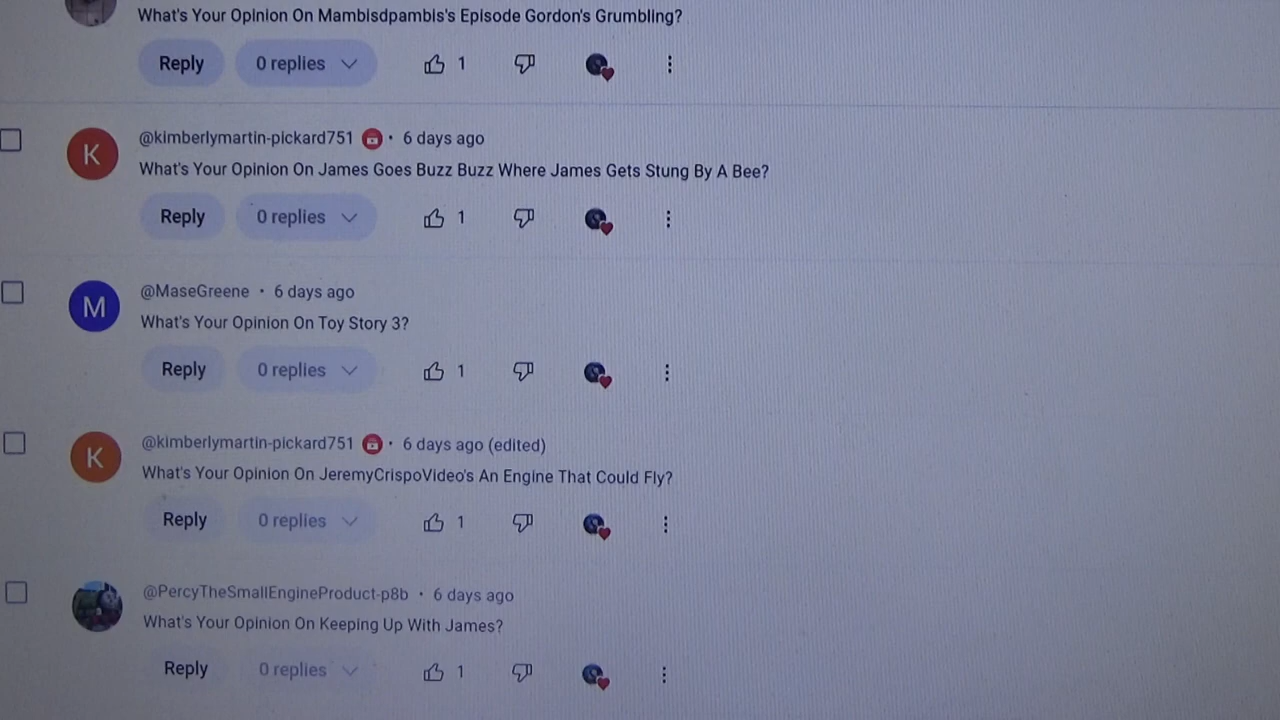 What's Your Opinion On Mambisdpambis's Episode Gordon's Grumbling?
Reply 0 replies 1
@kimberlymartin-pickard751 • 6 days ago
K
What's Your Opinion On James Goes Buzz Buzz Where James Gets Stung By A Bee?
Reply 0 replies 1
@MaseGreene • 6 days ago
M
What's Your Opinion On Toy Story 3?
Reply 0 replies 1
@kimberlymartin-pickard751 • 6 days ago (edited)
K
What's Your Opinion On JeremyCrispoVideo's An Engine That Could Fly?
Reply 0 replies 1
@PercyTheSmallEngineProduct-p8b • 6 days ago
What's Your Opinion On Keeping Up With James?
Reply 0 replies 1